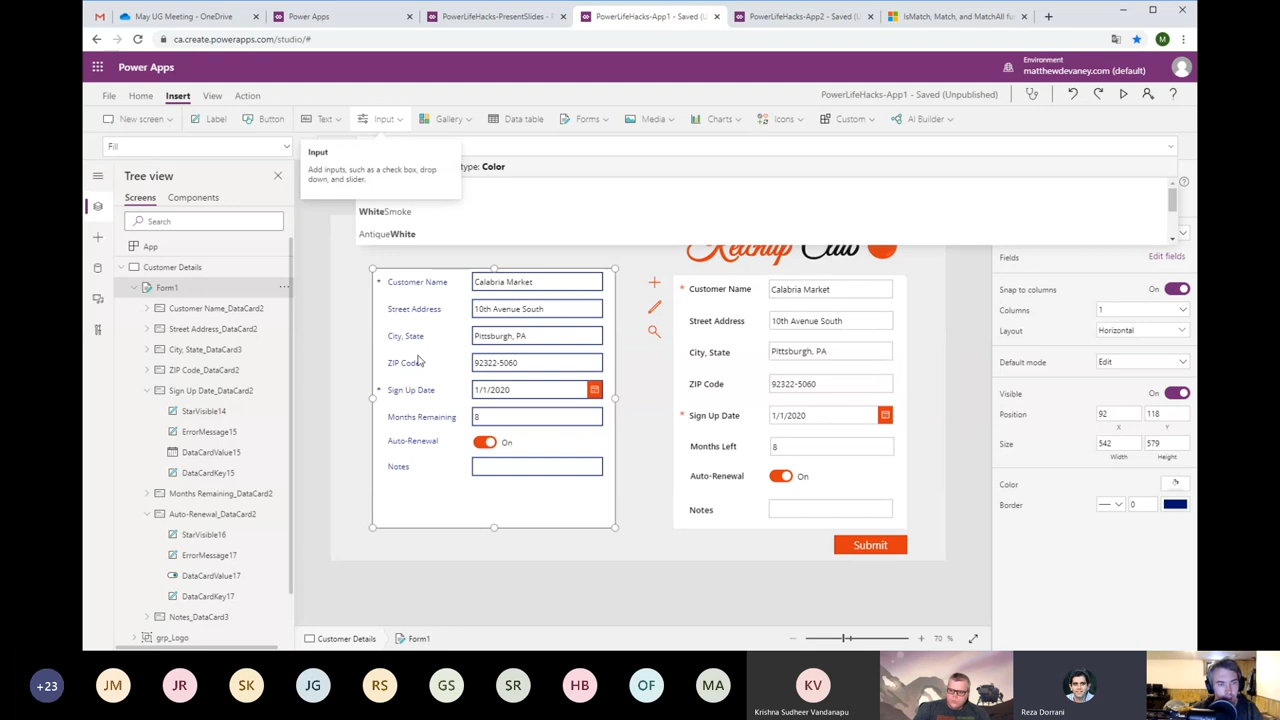 May UG Meeting - OneDrive
Power Apps
PowerLifeHacks-PresentSlides -
PowerLifeHacks-App1 - Saved (U
PowerLifeHacks-App2 - Saved (U
IsMatch, Match, and MatchAll fu
ca.create.powerapps.com/studio/#
M
Power Apps
Environment
matthewdevaney.com (default)
File
Home
Insert
View
Action
PowerLifeHacks-App1 - Saved (Unpublished)
New screen
Label
Button
Text
Input
Gallery
Data table
Forms
Media
Charts
Icons
Custom
AI Builder
Fill
Input
Add inputs, such as a check box, drop
down, and slider.
type: Color
WhiteSmoke
AntiqueWhite
Tree view
Screens
Components
Search
App
Customer Details
Form1
Customer Name_DataCard2
Street Address_DataCard2
City, State_DataCard3
ZIP Code_DataCard2
Sign Up Date_DataCard2
StarVisible14
ErrorMessage15
DataCardValue15
DataCardKey15
Months Remaining_DataCard2
Auto-Renewal_DataCard2
StarVisible16
ErrorMessage17
DataCardValue17
DataCardKey17
Notes_DataCard3
grp_Logo
* Customer Name Calabria Market
Street Address 10th Avenue South
City, State Pittsburgh, PA
ZIP Code 92322-5060
* Sign Up Date 1/1/2020
Months Remaining 8
Auto-Renewal On
Notes
Ketchup Club
* Customer Name Calabria Market
Street Address 10th Avenue South
City, State Pittsburgh, PA
ZIP Code 92322-5060
* Sign Up Date 1/1/2020
Months Left 8
Auto-Renewal On
Notes
Submit
Fields Edit fields
Snap to columns On
Columns 1
Layout Horizontal
Default mode Edit
Visible On
Position 92 118
X Y
Size 542 579
Width Height
Color
Border 0
Customer Details
Form1
70 %
+23
JM
JR
SK
JG
RS
GS
SR
HB
OF
MA
KV
Krishna Sudheer Vandanapu
Reza Dorrani